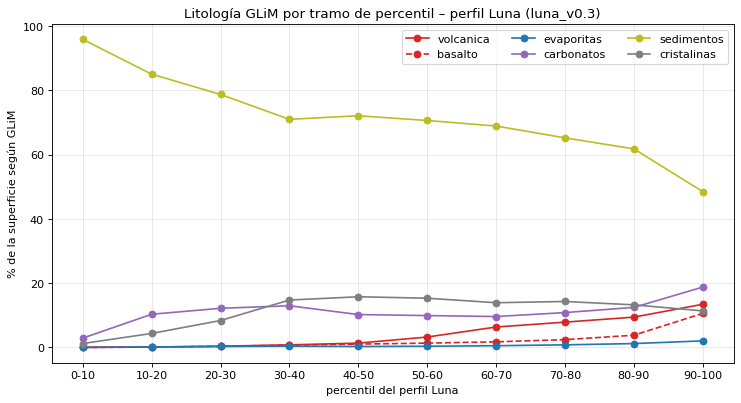 Litología GLiM por tramo de percentil – perfil Luna (luna_v0.3)
volcanica
basalto
evaporitas
carbonatos
sedimentos
cristalinas
% de la superficie según GLiM
100
80
60
40
20
0
0-10 10-20 20-30 30-40 40-50 50-60 60-70 70-80 80-90 99-100
percentil del perfil Luna